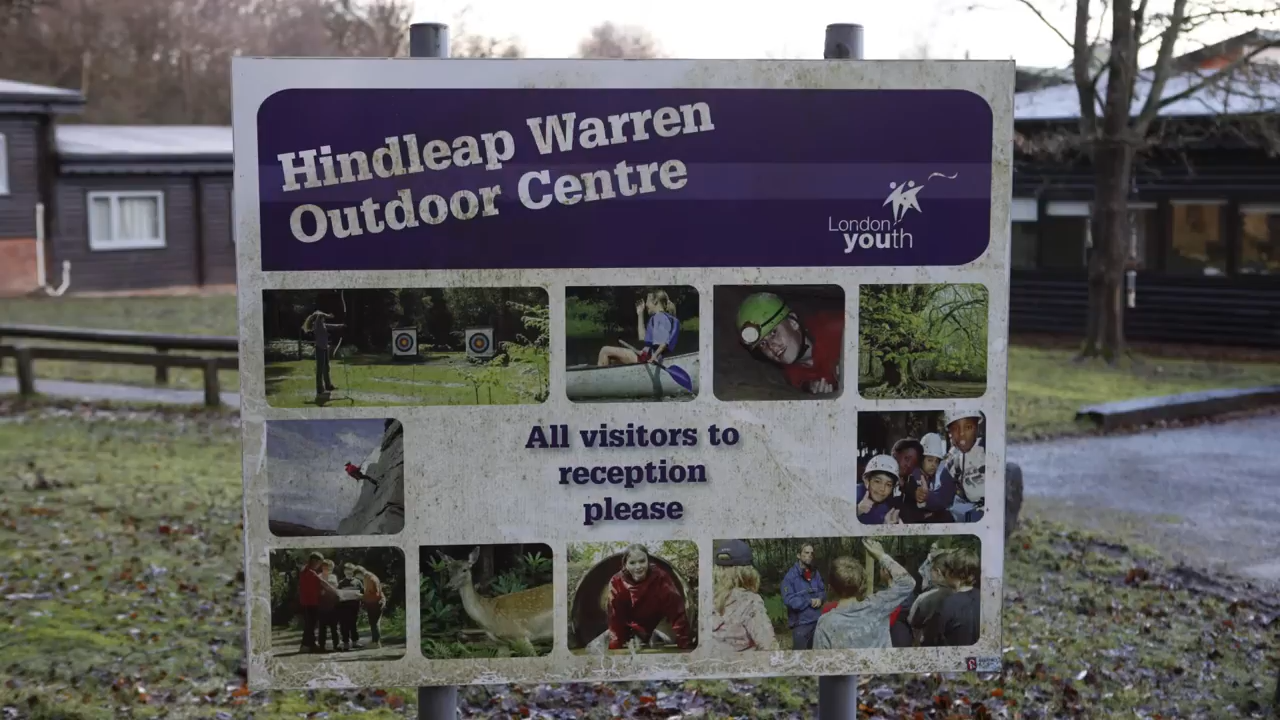 Hindleap Warren
Outdoor Centre
London
youth
All visitors to
reception
please